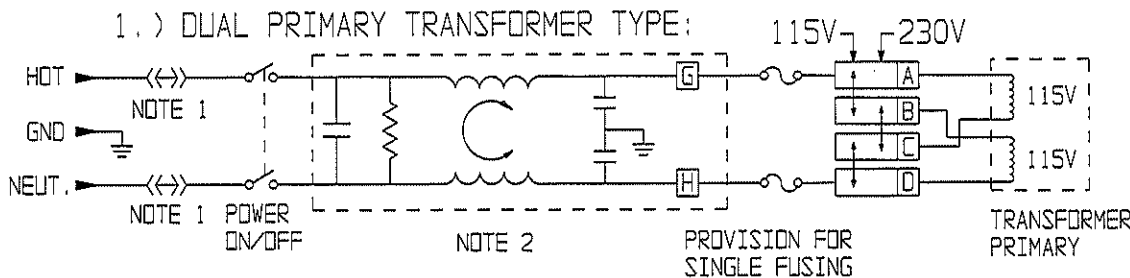 1.) DUAL PRIMARY TRANSFORMER TYPE:
115V 230V
HOT
NOTE 1
GND
NEUT.
NOTE 1
POWER ON/OFF
NOTE 2
G
H
PROVISION FOR
SINGLE FUSING
A
B
C
D
115V
115V
TRANSFORMER
PRIMARY